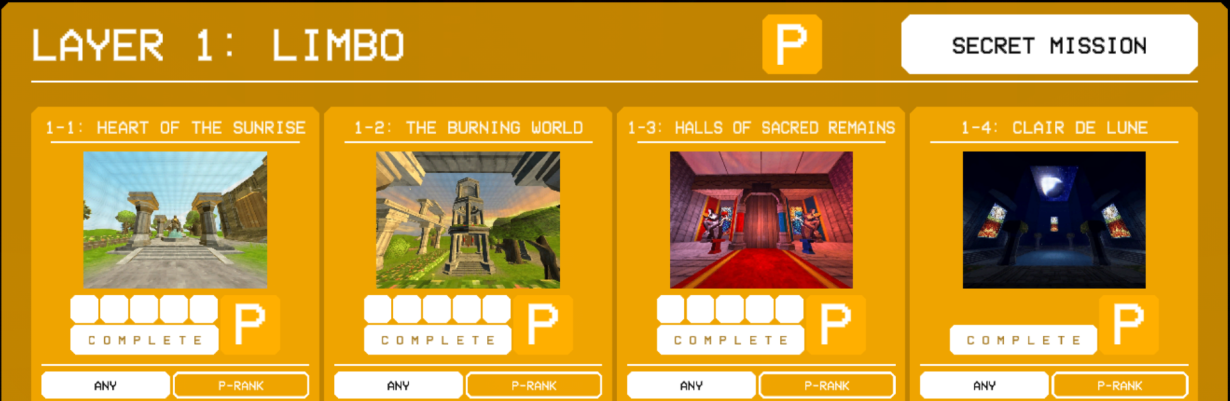 LAYER 1: LIMBO
P
SECRET MISSION
1-1: HEART OF THE SUNRISE
1-2: THE BURNING WORLD
1-3: HALLS OF SACRED REMAINS
1-4: CLAIR DE LUNE
P
COMPLETE
P
COMPLETE
P
COMPLETE
P
COMPLETE
ANY
P-RANK
ANY
P-RANK
ANY
P-RANK
ANY
P-RANK